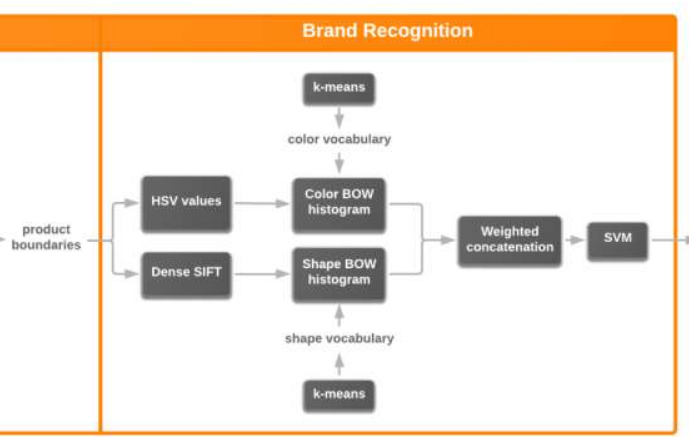 Brand Recognition
k-means
color vocabulary
HSV values
Color BOW
histogram
product
boundaries
Weighted
concatenation
SVM
Dense SIFT
Shape BOW
histogram
shape vocabulary
k-means